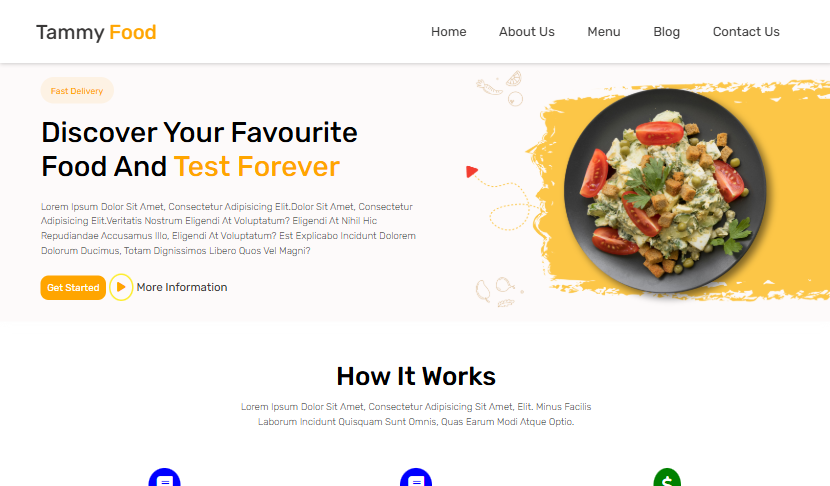 Tammy Food
Home
About Us
Menu
Blog
Contact Us
Fast Delivery
Discover Your Favourite
Food And Test Forever
Lorem Ipsum Dolor Sit Amet, Consectetur Adipisicing Elit.Dolor Sit Amet, Consectetur
Adipisicing Elit.Veritatis Nostrum Eligendi At Voluptatum? Eligendi At Nihil Hic
Repudiandae Accusamus Illo, Eligendi At Voluptatum? Est Explicabo Incidunt Dolorem
Dolorum Ducimus, Totam Dignissimos Libero Quos Vel Magni?
Get Started
More Information
How It Works
Lorem Ipsum Dolor Sit Amet, Consectetur Adipisicing Sit Amet, Elit. Minus Facilis
Laborum Incidunt Quisquam Sunt Omnis, Quas Earum Modi Atque Optio.
$